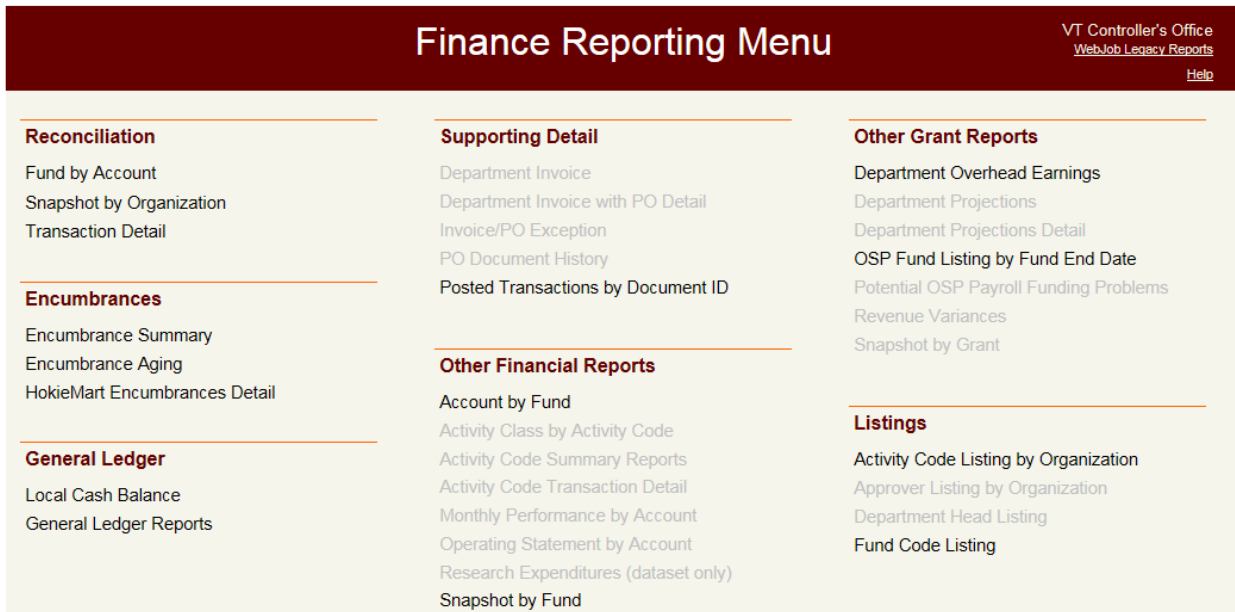 Finance Reporting Menu
VT Controller's Office
WebJob Legacy Reports
Help
Reconciliation
Fund by Account
Snapshot by Organization
Transaction Detail
Encumbrances
Encumbrance Summary
Encumbrance Aging
HokieMart Encumbrances Detail
General Ledger
Local Cash Balance
General Ledger Reports
Supporting Detail
Department Invoice
Department Invoice with PO Detail
Invoice/PO Exception
PO Document History
Posted Transactions by Document ID
Other Financial Reports
Account by Fund
Activity Class by Activity Code
Activity Code Summary Reports
Activity Code Transaction Detail
Monthly Performance by Account
Operating Statement by Account
Research Expenditures (dataset only)
Snapshot by Fund
Other Grant Reports
Department Overhead Earnings
Department Projections
Department Projections Detail
OSP Fund Listing by Fund End Date
Potential OSP Payroll Funding Problems
Revenue Variances
Snapshot by Grant
Listings
Activity Code Listing by Organization
Approver Listing by Organization
Department Head Listing
Fund Code Listing